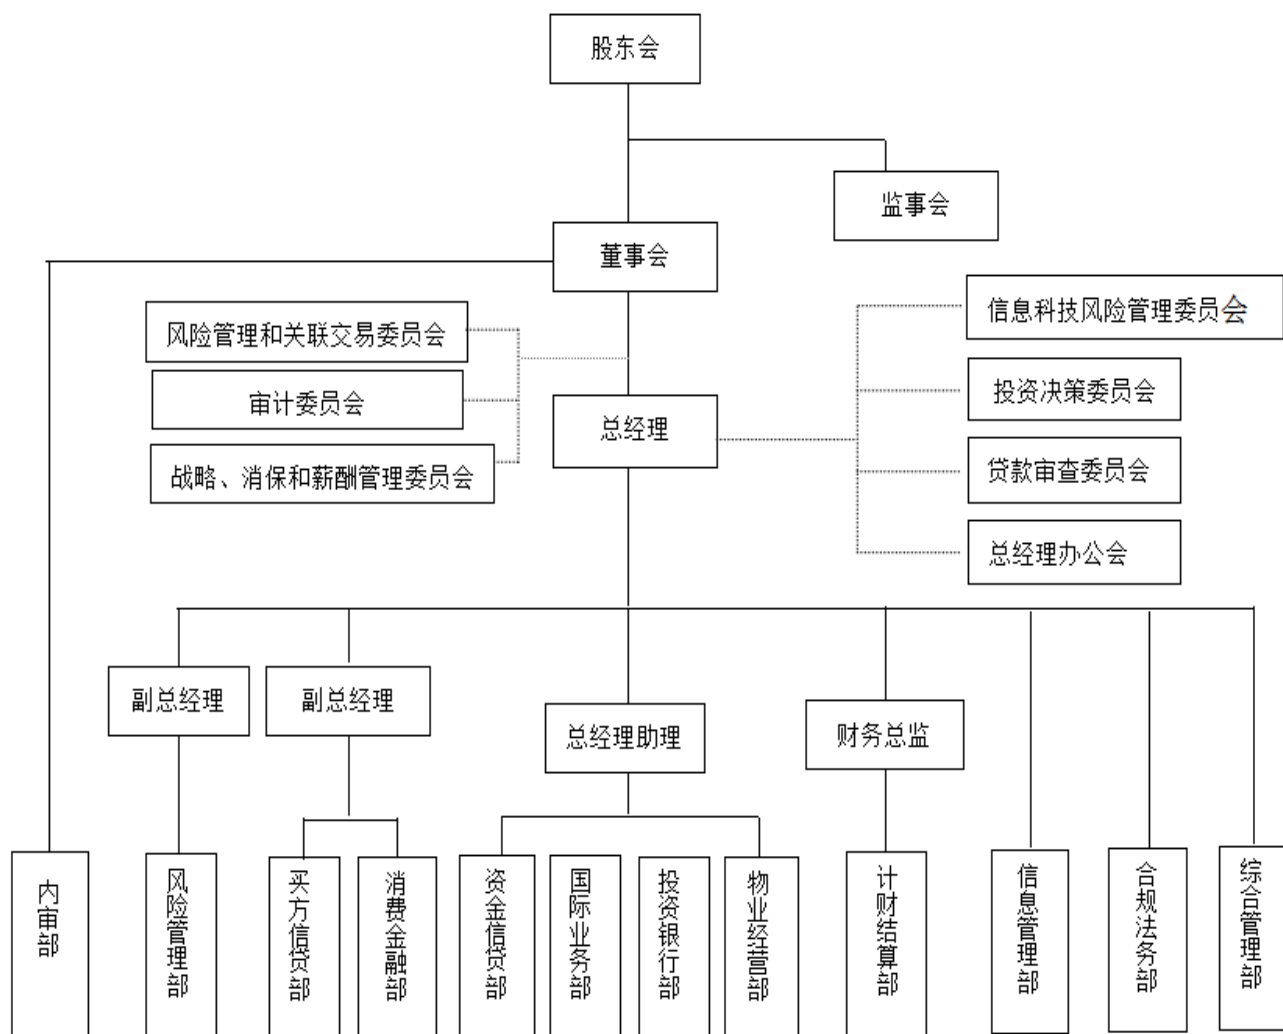 股东会
监事会
董事会
风险管理和关联交易委员会
审计委员会
战略、消保和薪酬管理委员会
总经理
信息科技风险管理委员会
投资决策委员会
贷款审查委员会
总经理办公会
副总经理
副总经理
总经理助理
财务总监
内审部
风险管理部
买方信贷部
消费金融部
资金信贷部
国际业务部
投资银行部
物业经营部
计财结算部
信息管理部
合规法务部
综合管理部